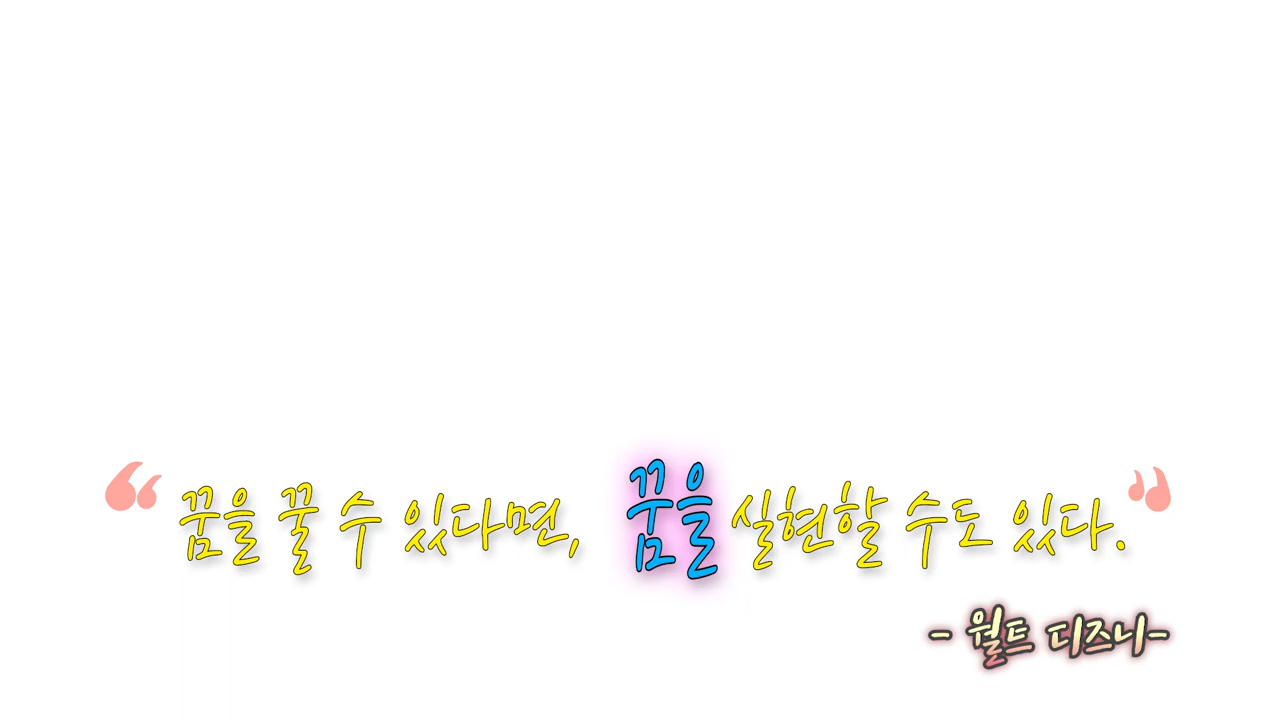 “ 꿈을 꿀 수 있다면, 꿈을 실현할 수도 있다. ”
- 월트 디즈니-